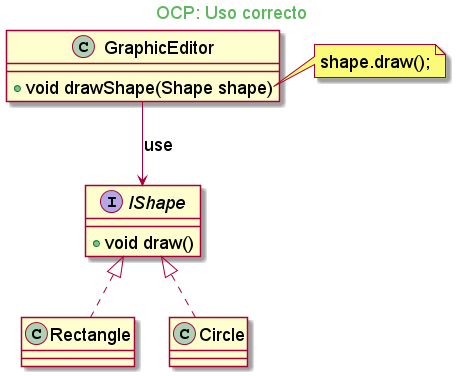 OCP: Uso correcto
C GraphicEditor
void drawShape(Shape shape)
shape.draw();
use
I IShape
void draw()
C Rectangle
C Circle